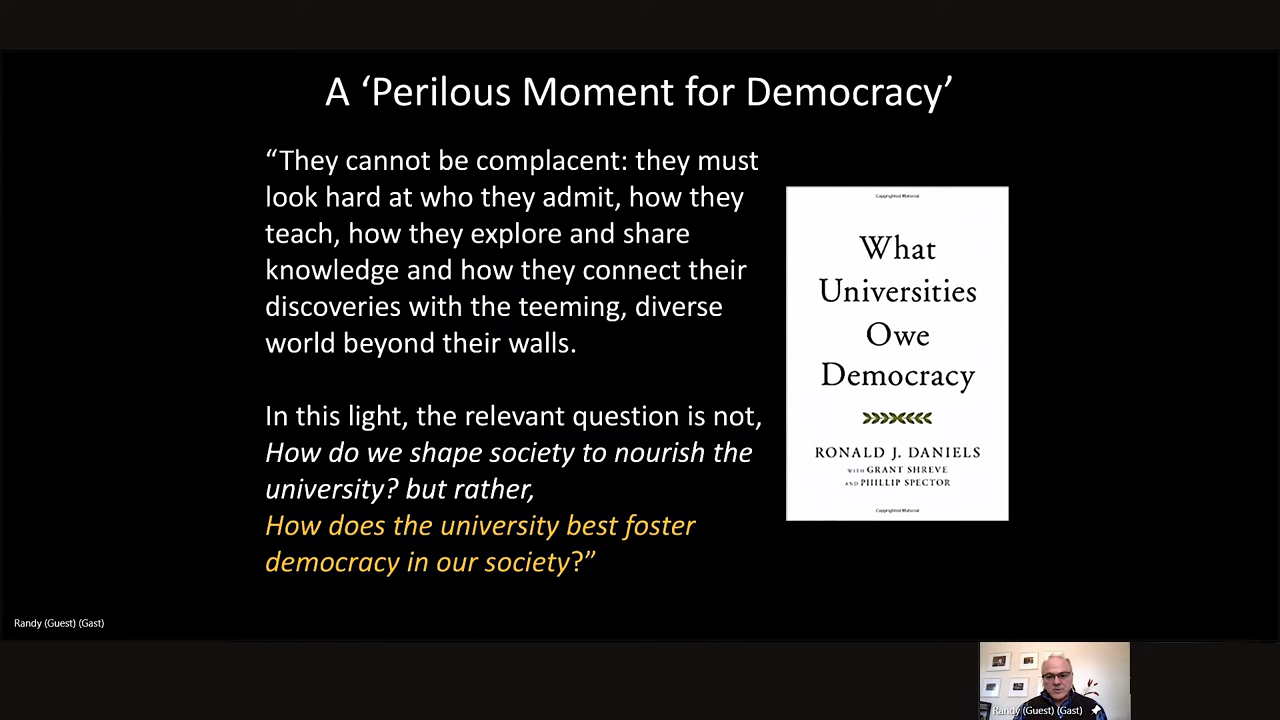 A ‘Perilous Moment for Democracy’
“They cannot be complacent: they must
look hard at who they admit, how they
teach, how they explore and share
knowledge and how they connect their
discoveries with the teeming, diverse
world beyond their walls.
In this light, the relevant question is not,
How do we shape society to nourish the
university? but rather,
How does the university best foster
democracy in our society?”
Copyrighted Material
What
Universities
Owe
Democracy
RONALD J. DANIELS
WITH GRANT SHREVE
AND PHILLIP SPECTOR
Copyrighted Material
Randy (Guest) (Gast)
Randy (Guest) (Gast)